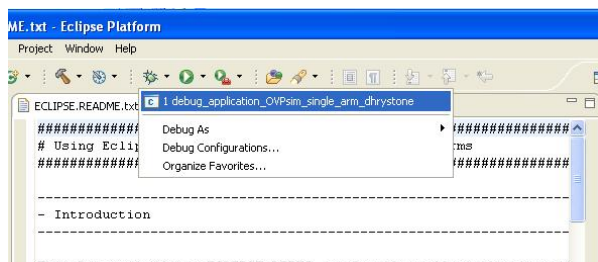 ME.txt - Eclipse Platform
Project Window Help
ECLIPSE.README.txt
1 debug_application_OVPsim_single_arm_dhrystone
Debug As
Debug Configurations...
Organize Favorites...
##############
################
# Using Eclip
rms
##############
################
----------------------------------------------------------------
- Introduction
----------------------------------------------------------------